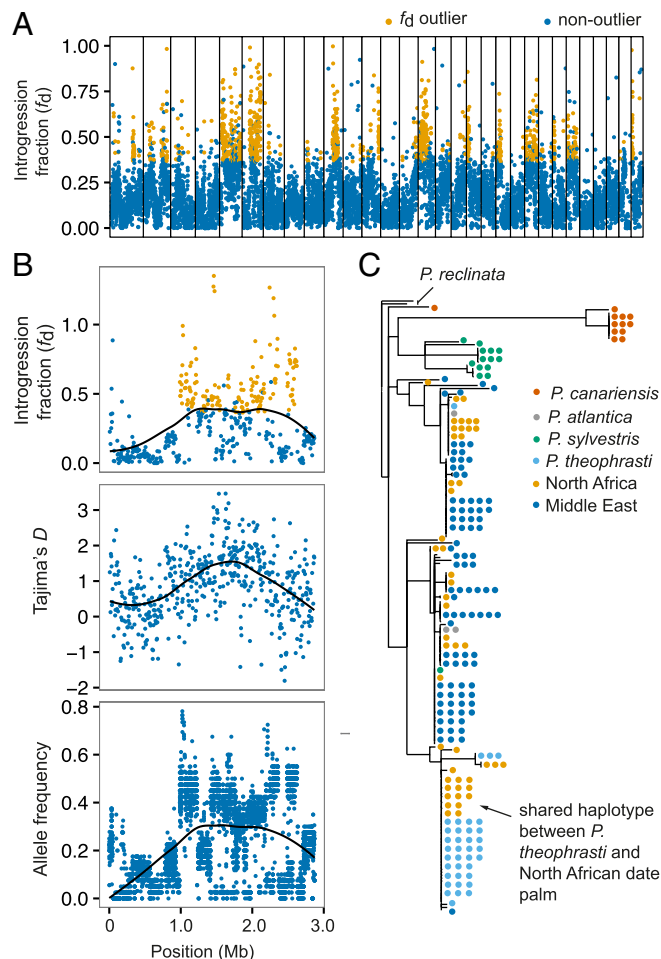 A
fd outlier
non-outlier
Introgression
fraction (fd)
1.00
0.75
0.50
0.25
0.00
B
Introgression
fraction (fd)
1.0
0.5
0.0
Tajima's D
3
2
1
0
−1
−2
Allele frequency
0.8
0.6
0.4
0.2
0.0
0
1.0
2.0
3.0
Position (Mb)
C
P. reclinata
P. canariensis
P. atlantica
P. sylvestris
P. theophrasti
North Africa
Middle East
shared haplotype
between P.
theophrasti and
North African date
palm